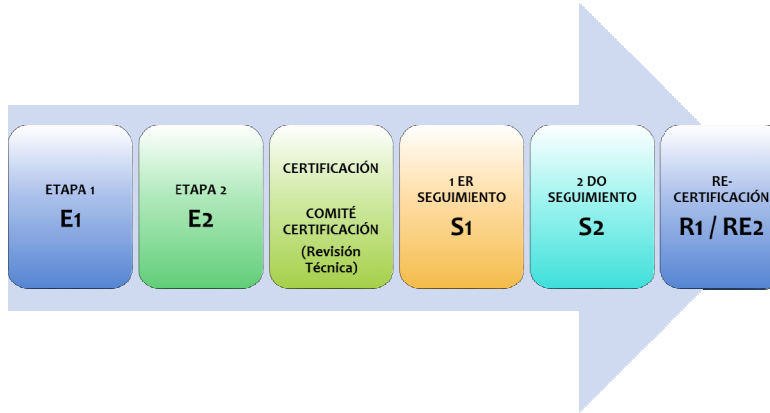 ETAPA 1
E1
ETAPA 2
E2
CERTIFICACIÓN
COMITÉ
CERTIFICACIÓN
(Revisión
Técnica)
1 ER
SEGUIMIENTO
S1
2 DO
SEGUIMIENTO
S2
RE-
CERTIFICACIÓN
R1 / RE2